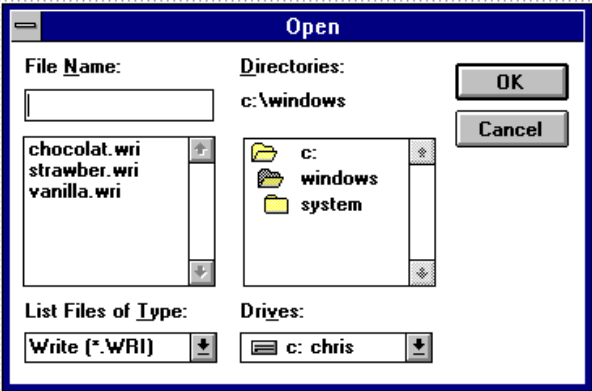 Open
File Name:
Directories:
OK
c:\windows
Cancel
chocolat.wri
strawber.wri
vanilla.wri
c:
windows
system
List Files of Type:
Drives:
Write (*.WRI)
c: chris